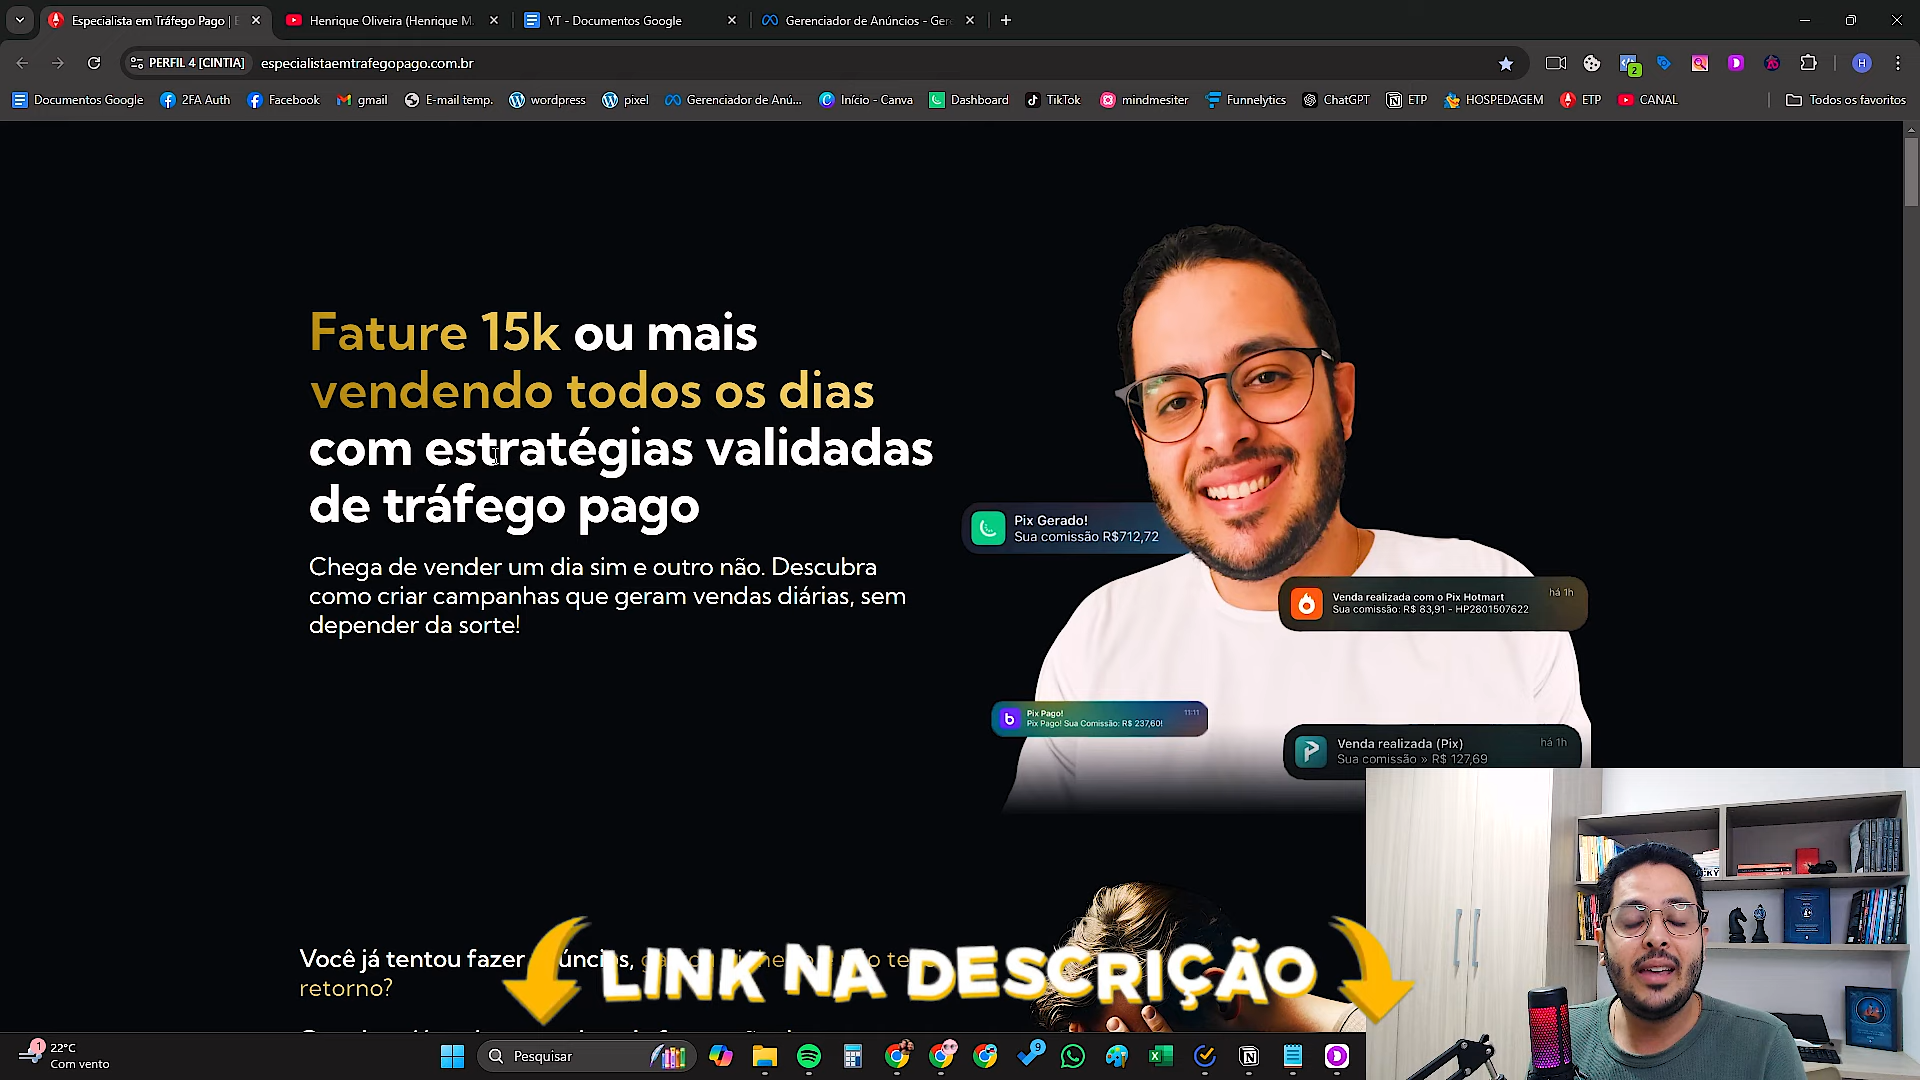 Especialista em Tráfego Pago |
Henrique Oliveira (Henrique M
YT - Documentos Google
Gerenciador de Anúncios - Ger
PERFIL 4 [CINTIA]
especialistaemtrafegopago.com.br
2
H
Documentos Google
2FA Auth
Facebook
gmail
E-mail temp.
wordpress
pixel
Gerenciador de Anú...
Início - Canva
Dashboard
TikTok
mindmesiter
Funnelytics
ChatGPT
ETP
HOSPEDAGEM
ETP
CANAL
Todos os favoritos
Fature 15k ou mais
vendendo todos os dias
com estratégias validadas
de tráfego pago
Chega de vender um dia sim e outro não. Descubra
como criar campanhas que geram vendas diárias, sem
depender da sorte!
Pix Gerado!
Sua comissão R$712,72
Venda realizada com o Pix Hotmart
há 1h
Sua comissão: R$ 83,91 - HP2801507622
Pix Pago!
11:11
Pix Pago! Sua Comissão: R$ 237,60!
Venda realizada (Pix)
há 1h
Sua comissão » R$ 127,69
Você já tentou fazer
retorno?
LINK NA DESCRIÇÃO
1
22°C
Com vento
Pesquisar
9